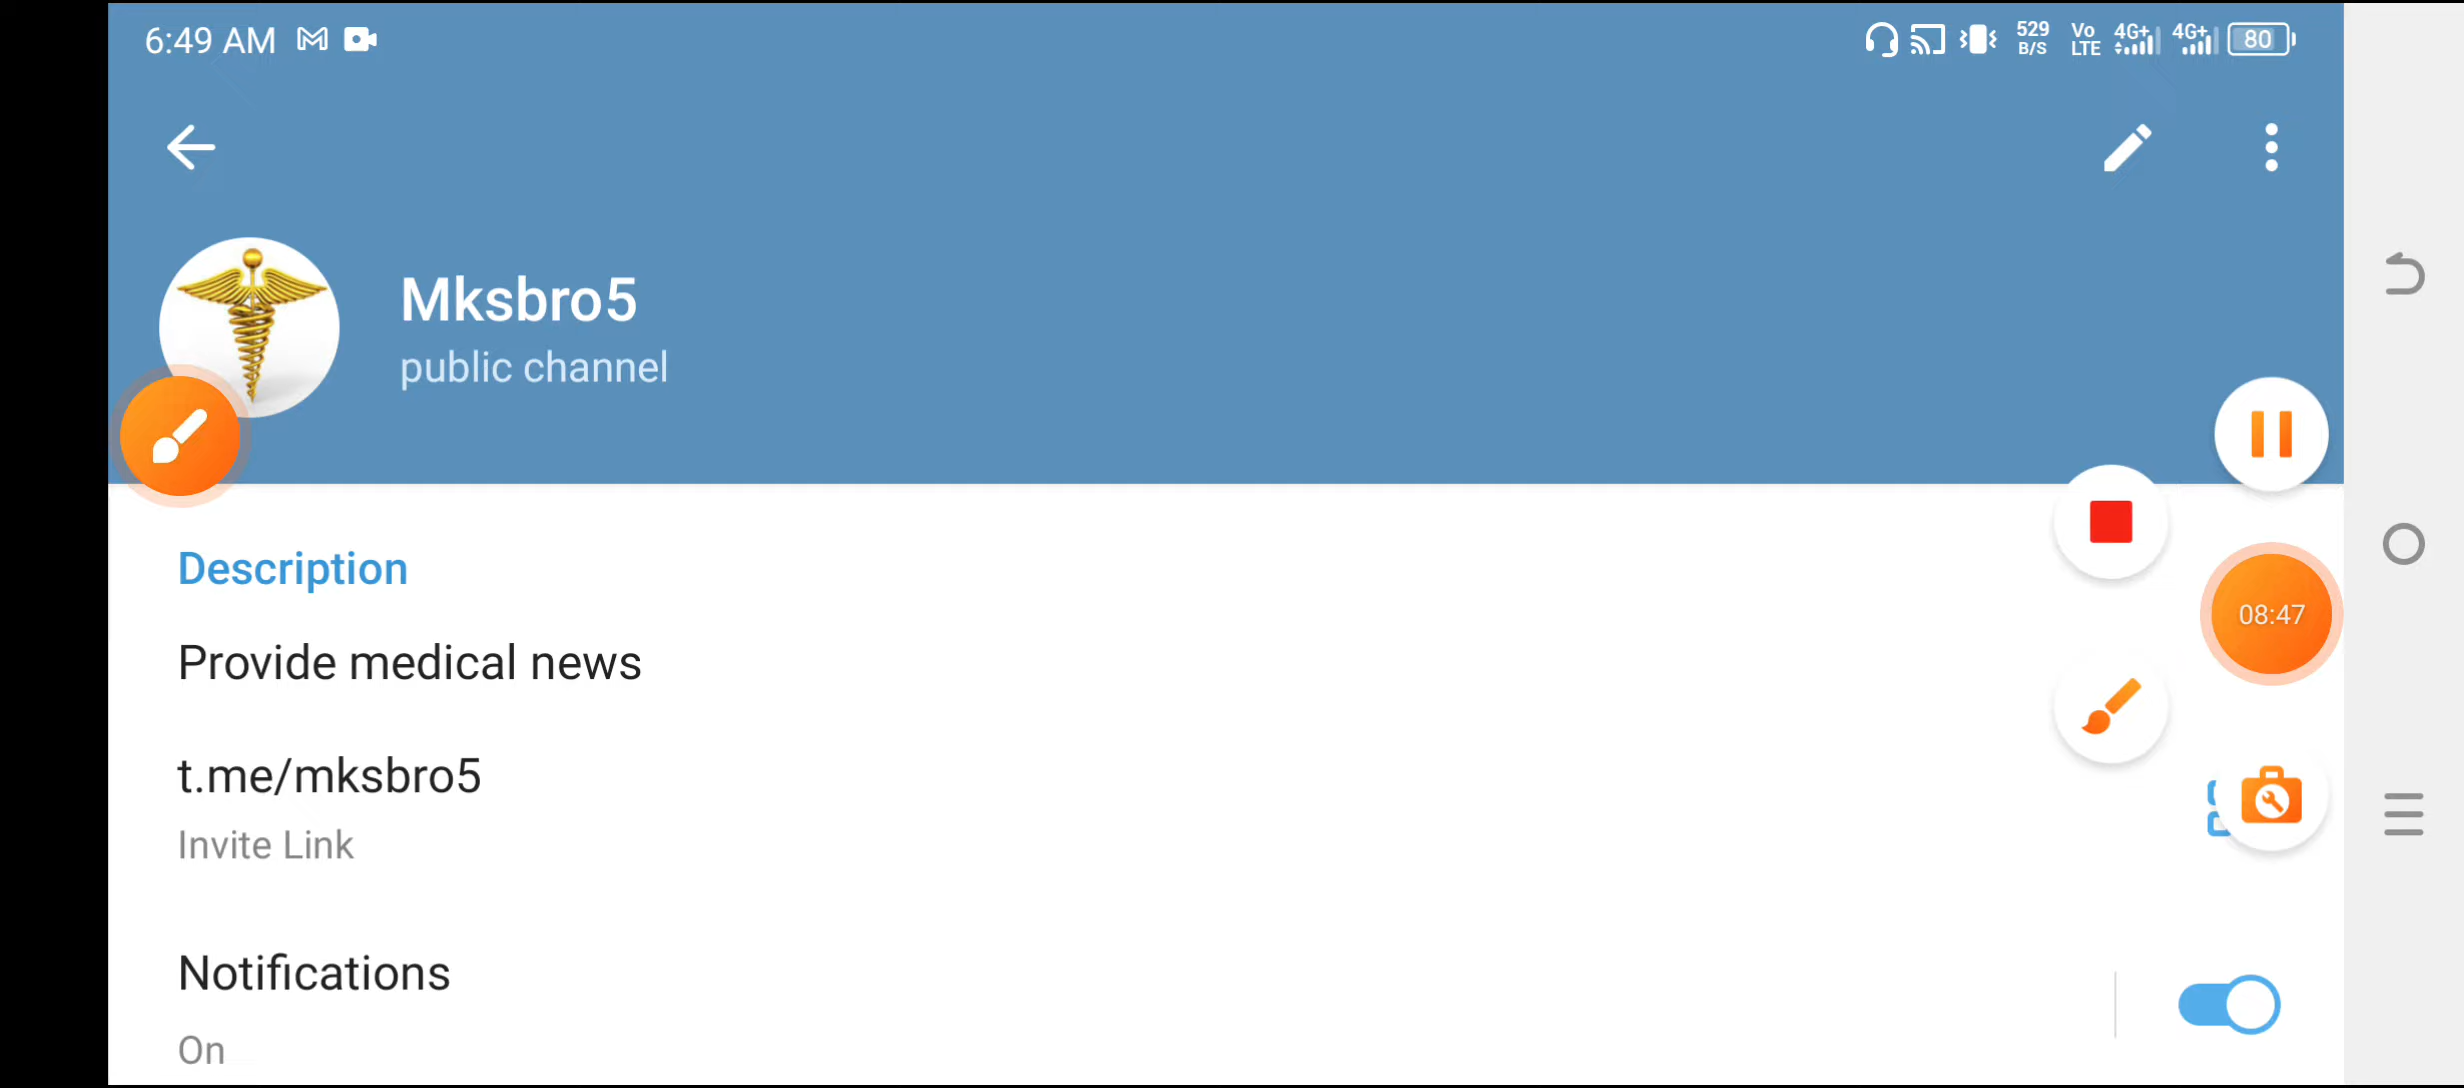 6:49 AM
529 B/S Vo LTE 4G+ 4G+ 80
Mksbro5
public channel
Description
Provide medical news
08:47
t.me/mksbro5
Invite Link
Notifications
On